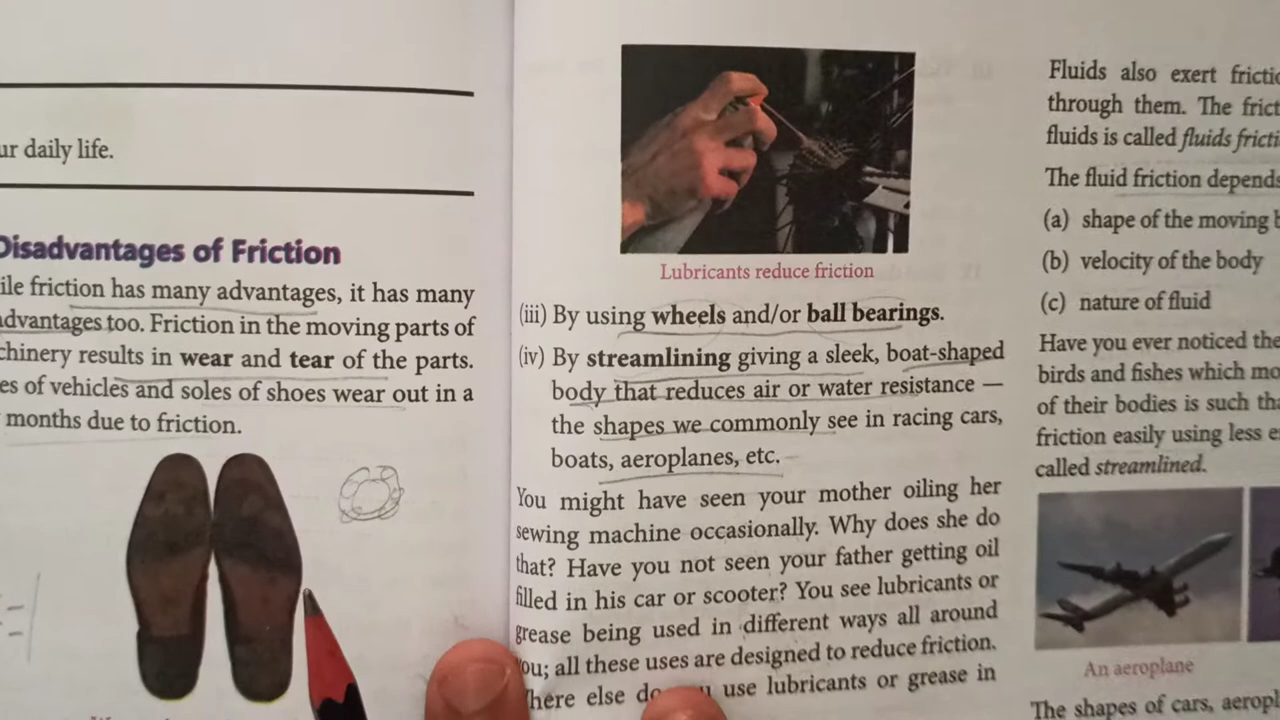 ur daily life.
Disadvantages of Friction
ile friction has many advantages, it has many
advantages too. Friction in the moving parts of
chinery results in wear and tear of the parts.
es of vehicles and soles of shoes wear out in a
months due to friction.
Lubricants reduce friction
(iii) By using wheels and/or ball bearings.
(iv) By streamlining giving a sleek, boat-shaped
body that reduces air or water resistance —
the shapes we commonly see in racing cars,
boats, aeroplanes, etc.
You might have seen your mother oiling her
sewing machine occasionally. Why does she do
that? Have you not seen your father getting oil
filled in his car or scooter? You see lubricants or
grease being used in different ways all around
you; all these uses are designed to reduce friction.
here else do use lubricants or grease in
Fluids also exert frictio
through them. The frict
fluids is called fluids fricti
The fluid friction depends
(a) shape of the moving b
(b) velocity of the body
(c) nature of fluid
Have you ever noticed the
birds and fishes which mo
of their bodies is such tha
friction easily using less e
called streamlined.
An aeroplane
The shapes of cars, aeropl